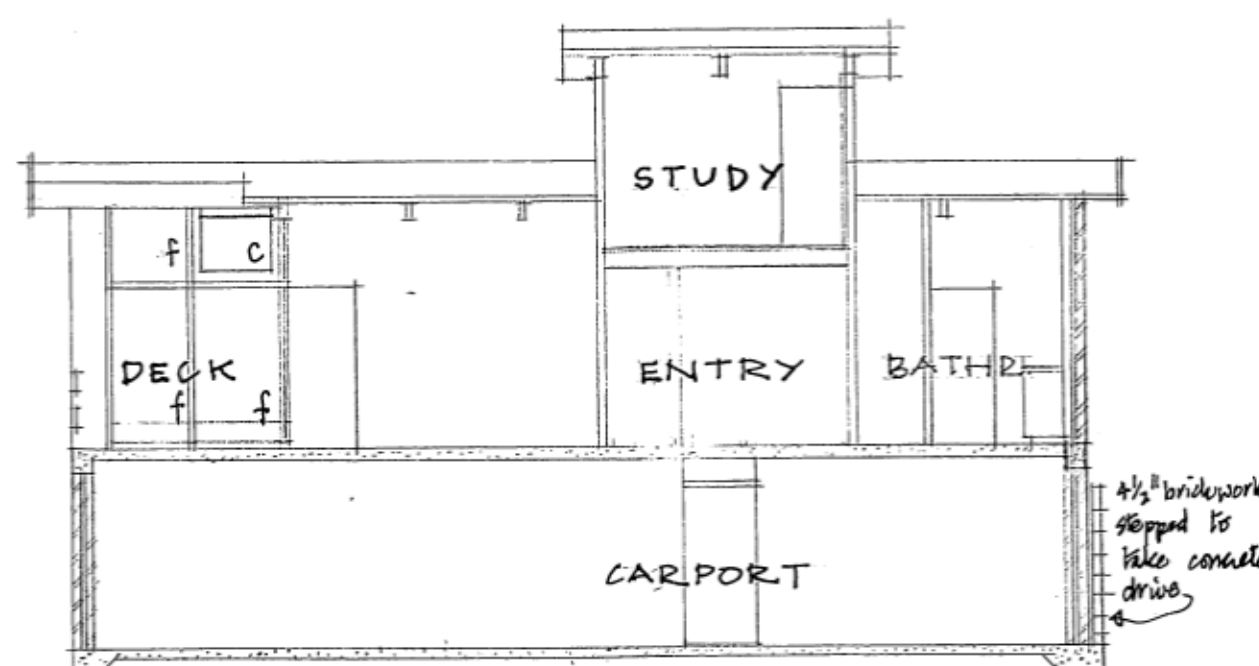 STUDY
f
c
DECK
ENTRY
f
f
CARPORT
4½" brickwork
stepped to
take concrete
drive